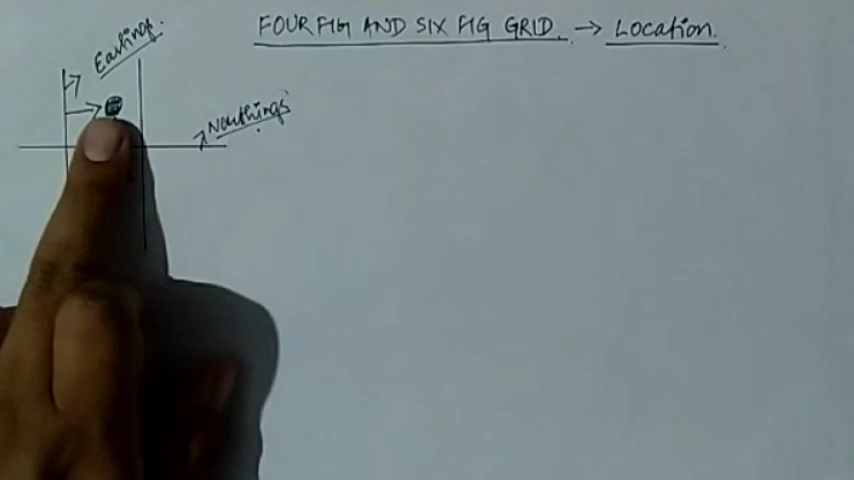 FOUR FIG AND SIX FIG GRID. → Location.
Eastings.
Northings